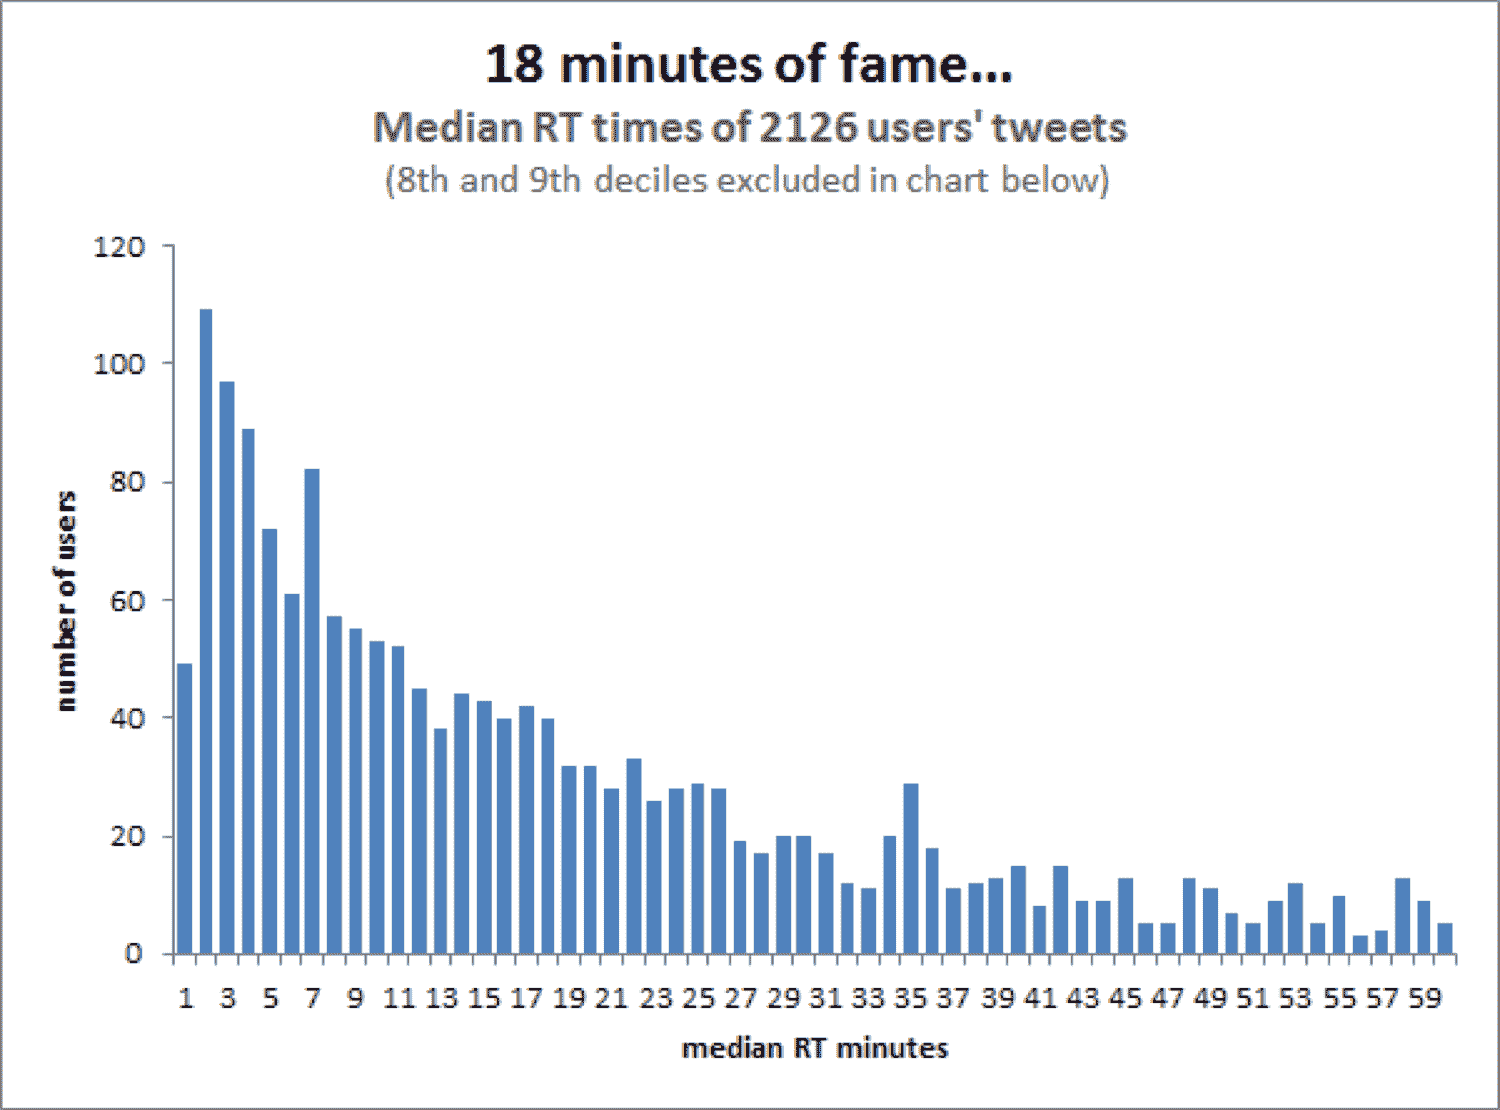 18 minutes of fame...
Median RT times of 2126 users' tweets
(8th and 9th deciles excluded in chart below)
120
100
80
60
40
20
0
number of users
1 3 5 7 9 11 13 15 17 19 21 23 25 27 29 31 33 35 37 39 41 43 45 47 49 51 53 55 57 59
median RT minutes